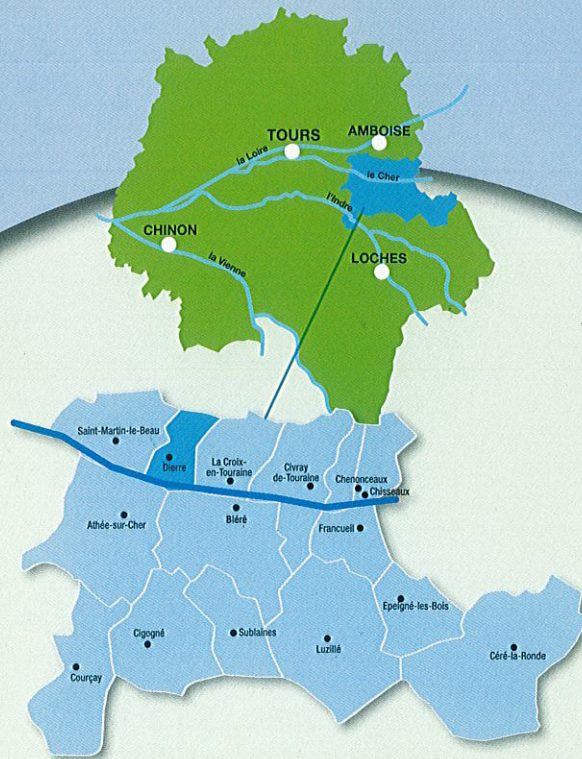 TOURS
AMBOISE
la Loire
le Cher
l'Indre
CHINON
la Vienne
LOCHES
Saint-Martin-le-Beau
Dierre
La Croix-
en-Touraine
Civray
de-Touraine
Chenonceaux
Chisseaux
Athée-sur-Cher
Bléré
Francueil
Epeigné-les-Bois
Cigogné
Sublaines
Luzillé
Céré-la-Ronde
Courçay